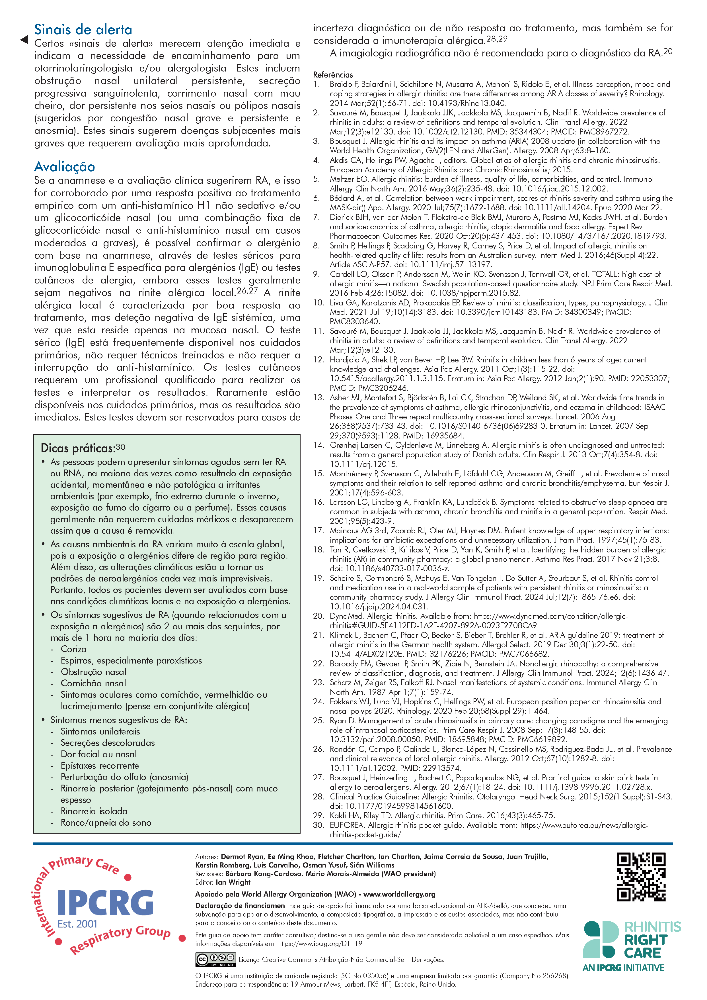 Sinais de alerta
Certos «sinais de alerta» merecem atenção imediata e
indicam a necessidade de encaminhamento para um
otorrinolaringologista e/ou alergologista. Estes incluem
obstrução nasal unilateral persistente, secreção
progressiva sanguinolenta, corrimento nasal com mau
cheiro, dor persistente nos seios nasais ou pólipos nasais
(sugeridos por congestão nasal grave e persistente e
anosmia). Estes sinais sugerem doenças subjacentes mais
graves que requerem avaliação mais aprofundada.
Avaliação
Se a anamnese e a avaliação clínica sugerirem RA, e isso
for corroborado por uma resposta positiva ao tratamento
empírico com um anti-histamínico H1 não sedativo e/ou
um glicocorticóide nasal (ou uma combinação fixa de
glicocorticóide nasal e anti-histamínico nasal em casos
moderados a graves), é possível confirmar o alergénio
com base na anamnese, através de testes séricos para
imunoglobulina E específica para alergénios (IgE) ou testes
cutâneos de alergia, embora esses testes geralmente
sejam negativos na rinite alérgica local.26,27 A rinite
alérgica local é caracterizada por boa resposta ao
tratamento, mas deteção negativa de IgE sistémica, uma
vez que esta reside apenas na mucosa nasal. O teste
sérico (IgE) está frequentemente disponível nos cuidados
primários, não requer técnicos treinados e não requer a
interrupção do anti-histamínico. Os testes cutâneos
requerem um profissional qualificado para realizar os
testes e interpretar os resultados. Raramente estão
disponíveis nos cuidados primários, mas os resultados são
imediatos. Estes testes devem ser reservados para casos de
Dicas práticas:30
• As pessoas podem apresentar sintomas agudos sem ter RA
ou RNA, na maioria das vezes como resultado da exposição
acidental, momentânea e não patológica a irritantes
ambientais (por exemplo, frio extremo durante o inverno,
exposição ao fumo do cigarro ou a perfume). Essas causas
geralmente não requerem cuidados médicos e desaparecem
assim que a causa é removida.
• As causas ambientais da RA variam muito à escala global,
pois a exposição a alergénios difere de região para região.
Além disso, as alterações climáticas estão a tornar os
padrões de aeroalergénios cada vez mais imprevisíveis.
Portanto, todos os pacientes devem ser avaliados com base
nas condições climáticas locais e na exposição a alergénios.
• Os sintomas sugestivos de RA (quando relacionados com a
exposição a alergénios) são 2 ou mais dos seguintes, por
mais de 1 hora na maioria dos dias:
- Coriza
- Espirros, especialmente paroxísticos
- Obstrução nasal
- Comichão nasal
- Sintomas oculares como comichão, vermelhidão ou
lacrimejamento (pense em conjuntivite alérgica)
• Sintomas menos sugestivos de RA:
- Sintomas unilaterais
- Secreções descoloradas
- Dor facial ou nasal
- Epistaxes recorrente
- Perturbação do olfato (anosmia)
- Rinorreia posterior (gotejamento pós-nasal) com muco
espesso
- Rinorreia isolada
- Ronco/apneia do sono
incerteza diagnóstica ou de não resposta ao tratamento, mas também se for
considerada a imunoterapia alérgica.28,29
A imagiologia radiográfica não é recomendada para o diagnóstico da RA.20
Referências
1. Braido F, Baiardini I, Scichilone N, Musarra A, Menoni S, Ridolo E, et al. Illness perception, mood and
coping strategies in allergic rhinitis: are there differences among ARIA classes of severity? Rhinology.
2014 Mar;52(1):66-71. doi: 10.4193/Rhino13.040.
2. Savouré M, Bousquet J, Jaakkola JJK, Jaakkola MS, Jacquemin B, Nadif R. Worldwide prevalence of
rhinitis in adults: a review of definitions and temporal evolution. Clin Transl Allergy. 2022
Mar;12(3):e12130. doi: 10.1002/clt2.12130. PMID: 35344304; PMCID: PMC8967272.
3. Bousquet J. Allergic rhinitis and its impact on asthma (ARIA) 2008 update (in collaboration with the
World Health Organization, GA(2)LEN and AllerGen). Allergy. 2008 Apr;63:8–160.
4. Akdis CA, Hellings PW, Agache I, editors. Global atlas of allergic rhinitis and chronic rhinosinusitis.
European Academy of Allergic Rhinitis and Chronic Rhinosinusitis; 2015.
5. Meltzer EO. Allergic rhinitis: burden of illness, quality of life, comorbidities, and control. Immunol
Allergy Clin North Am. 2016 May;36(2):235-48. doi: 10.1016/j.iac.2015.12.002.
6. Bédard A, et al. Correlation between work impairment, scores of rhinitis severity and asthma using the
MASK-air() App. Allergy. 2020 Jul;75(7):1672-1688. doi: 10.1111/all.14204. Epub 2020 Mar 22.
7. Dierick BJH, van der Molen T, Flokstra-de Blok BMJ, Muraro A, Postma MJ, Kocks JWH, et al. Burden
and socioeconomics of asthma, allergic rhinitis, atopic dermatitis and food allergy. Expert Rev
Pharmacoecon Outcomes Res. 2020 Oct;20(5):437-453. doi: 10.1080/14737167.2020.1819793.
8. Smith P, Hellings P, Scadding G, Harvey R, Carney S, Price D, et al. Impact of allergic rhinitis on
health-related quality of life: results from an Australian survey. Intern Med J. 2016;46(Suppl 4):22.
Article ASCIA-P57. doi: 10.1111/imj.57_13197.
9. Cardell LO, Olsson P, Andersson M, Welin KO, Svensson J, Tennvall GR, et al. TOTALL: high cost of
allergic rhinitis—a national Swedish population-based questionnaire study. NPJ Prim Care Respir Med.
2016 Feb 4;26:15082. doi: 10.1038/npjpcrm.2015.82.
10. Liva GA, Karatzanis AD, Prokopakis EP. Review of rhinitis: classification, types, pathophysiology. J Clin
Med. 2021 Jul 19;10(14):3183. doi: 10.3390/jcm10143183. PMID: 34300349; PMCID:
PMC8303640.
11. Savouré M, Bousquet J, Jaakkola JJ, Jaakkola MS, Jacquemin B, Nadif R. Worldwide prevalence of
rhinitis in adults: a review of definitions and temporal evolution. Clin Transl Allergy. 2022
Mar;12(3):e12130.
12. Hardjojo A, Shek LP, van Bever HP, Lee BW. Rhinitis in children less than 6 years of age: current
knowledge and challenges. Asia Pac Allergy. 2011 Oct;1(3):115-22. doi:
10.5415/apallergy.2011.1.3.115. Erratum in: Asia Pac Allergy. 2012 Jan;2(1):90. PMID: 22053307;
PMCID: PMC3206246.
13. Asher MI, Montefort S, Björkstén B, Lai CK, Strachan DP, Weiland SK, et al. Worldwide time trends in
the prevalence of symptoms of asthma, allergic rhinoconjunctivitis, and eczema in childhood: ISAAC
Phases One and Three repeat multicountry cross-sectional surveys. Lancet. 2006 Aug
26;368(9537):733-43. doi: 10.1016/S0140-6736(06)69283-0. Erratum in: Lancet. 2007 Sep
29;370(9593):1128. PMID: 16935684.
14. Grønhøj Larsen C, Gyldenløve M, Linneberg A. Allergic rhinitis is often undiagnosed and untreated:
results from a general population study of Danish adults. Clin Respir J. 2013 Oct;7(4):354-8. doi:
10.1111/crj.12015.
15. Montnémery P, Svensson C, Adelroth E, Löfdahl CG, Andersson M, Greiff L, et al. Prevalence of nasal
symptoms and their relation to self-reported asthma and chronic bronchitis/emphysema. Eur Respir J.
2001;17(4):596-603.
16. Larsson LG, Lindberg A, Franklin KA, Lundbäck B. Symptoms related to obstructive sleep apnoea are
common in subjects with asthma, chronic bronchitis and rhinitis in a general population. Respir Med.
2001;95(5):423-9.
17. Mainous AG 3rd, Zoorob RJ, Oler MJ, Haynes DM. Patient knowledge of upper respiratory infections:
implications for antibiotic expectations and unnecessary utilization. J Fam Pract. 1997;45(1):75-83.
18. Tan R, Cvetkovski B, Kritikos V, Price D, Yan K, Smith P, et al. Identifying the hidden burden of allergic
rhinitis (AR) in community pharmacy: a global phenomenon. Asthma Res Pract. 2017 Nov 21;3:8.
doi: 10.1186/s40733-017-0036-z.
19. Scheire S, Germonpré S, Mehuys E, Van Tongelen I, De Sutter A, Steurbaut S, et al. Rhinitis control
and medication use in a real-world sample of patients with persistent rhinitis or rhinosinusitis: a
community pharmacy study. J Allergy Clin Immunol Pract. 2024 Jul;12(7):1865-76.e6. doi:
10.1016/j.jaip.2024.04.031.
20. DynaMed. Allergic rhinitis. Available from: https://www.dynamed.com/condition/allergic-
rhinitis#GUID-5F4112FD-1A2F-4207-892A-0023F2708CA9
21. Klimek L, Bachert C, Pfaar O, Becker S, Bieber T, Brehler R, et al. ARIA guideline 2019: treatment of
allergic rhinitis in the German health system. Allergol Select. 2019 Dec 30;3(1):22-50. doi:
10.5414/ALX02120E. PMID: 32176226; PMCID: PMC7066682.
22. Baroody FM, Gevaert P, Smith PK, Ziaie N, Bernstein JA. Nonallergic rhinopathy: a comprehensive
review of classification, diagnosis, and treatment. J Allergy Clin Immunol Pract. 2024;12(6):1436-47.
23. Schatz M, Zeiger RS, Falkoff RJ. Nasal manifestations of systemic conditions. Immunol Allergy Clin
North Am. 1987 Apr 1;7(1):159-74.
24. Fokkens WJ, Lund VJ, Hopkins C, Hellings PW, et al. European position paper on rhinosinusitis and
nasal polyps 2020. Rhinology. 2020 Feb 20;58(Suppl 29):1-464.
25. Ryan D. Management of acute rhinosinusitis in primary care: changing paradigms and the emerging
role of intranasal corticosteroids. Prim Care Respir J. 2008 Sep;17(3):148-55. doi:
10.3132/pcrj.2008.00050. PMID: 18695848; PMCID: PMC6619892.
26. Rondón C, Campo P, Galindo L, Blanca-López N, Cassinello MS, Rodriguez-Bada JL, et al. Prevalence
and clinical relevance of local allergic rhinitis. Allergy. 2012 Oct;67(10):1282-8. doi:
10.1111/all.12002. PMID: 22913574.
27. Bousquet J, Heinzerling L, Bachert C, Papadopoulos NG, et al. Practical guide to skin prick tests in
allergy to aeroallergens. Allergy. 2012;67(1):18–24. doi: 10.1111/j.1398-9995.2011.02728.x.
28. Clinical Practice Guideline: Allergic Rhinitis. Otolaryngol Head Neck Surg. 2015;152(1 Suppl):S1-S43.
doi: 10.1177/0194599814561600.
29. Kakli HA, Riley TD. Allergic rhinitis. Prim Care. 2016;43(3):465-75.
30. EUFOREA. Allergic rhinitis pocket guide. Available from: https://www.euforea.eu/news/allergic-
rhinitis-pocket-guide/
International Primary Care
IPCRG
Est. 2001
Respiratory Group
Autores: Dermot Ryan, Ee Ming Khoo, Fletcher Charlton, Ian Charlton, Jaime Correia de Sousa, Juan Trujillo,
Kerstin Romberg, Luís Carvalho, Osman Yusuf, Siân Williams
Revisores: Bárbara Kong-Cardoso, Mário Morais-Almeida (WAO president)
Editor: Ian Wright
Apoiado pela World Allergy Organization (WAO) - www.worldallergy.org
Declaração de financiamen: Este guia de apoio foi financiado por uma bolsa educacional da ALK-Abelló, que concedeu uma
subvenção para apoiar o desenvolvimento, a composição tipográfica, a impressão e os custos associados, mas não contribuiu
para o conceito ou o conteúdo deste documento.
Este guia de apoio tem caráter consultivo; destina-se a uso geral e não deve ser considerado aplicável a um caso específico. Mais
informações disponíveis em: https://www.ipcrg.org/DTH19
cc BY NC ND Licença Creative Commons Atribuição-Não Comercial-Sem Derivações.
O IPCRG é uma instituição de caridade registada [SC No 035056) e uma empresa limitada por garantia (Company No 256268).
Endereço para correspondência: 19 Armour Mews, Larbert, FK5 4FF, Escócia, Reino Unido.
RHINITIS
RIGHT
CARE
AN IPCRG INITIATIVE